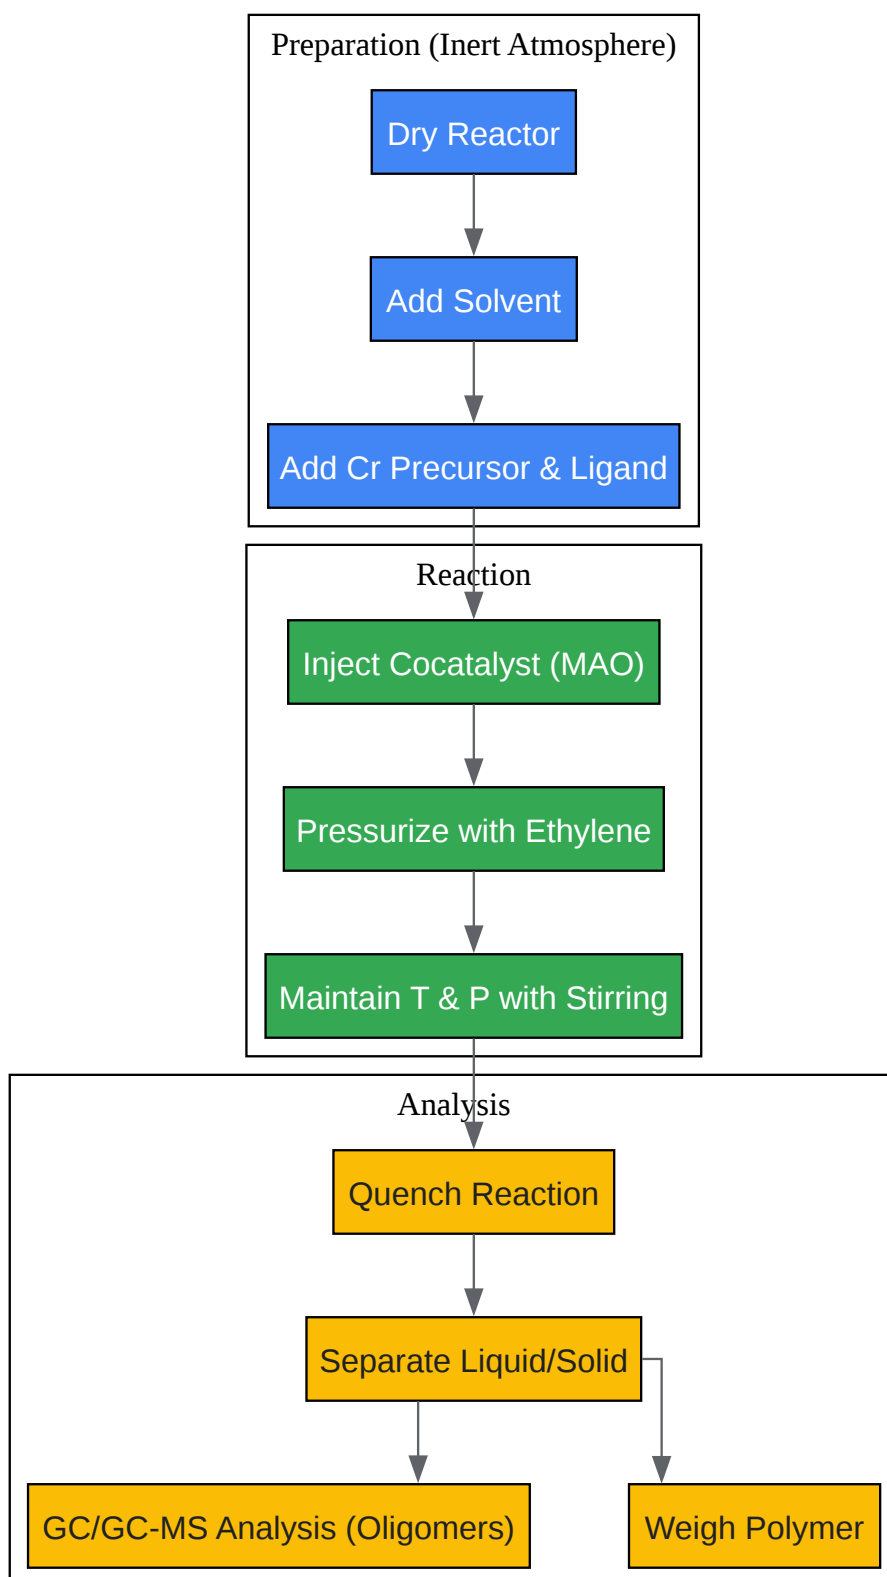 Preparation (Inert Atmosphere)
Dry Reactor
Add Solvent
Add Cr Precursor & Ligand
Reaction
Inject Cocatalyst (MAO)
Pressurize with Ethylene
Maintain T & P with Stirring
Analysis
Quench Reaction
Separate Liquid/Solid
GC/GC-MS Analysis (Oligomers)
Weigh Polymer